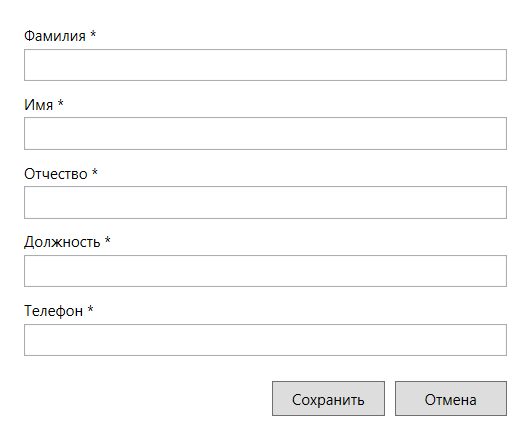 Фамилия *
Имя *
Отчество *
Должность *
Телефон *
Сохранить Отмена